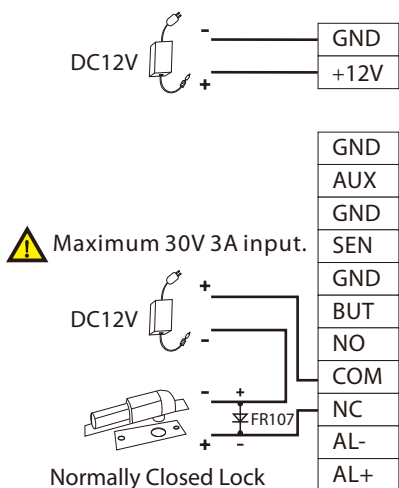 -
GND
DC12V
+
+12V
GND
AUX
GND
Maximum 30V 3A input.
SEN
GND
+
DC12V
BUT
-
NO
COM
- +
NC
FR107
+ -
AL-
Normally Closed Lock
AL+